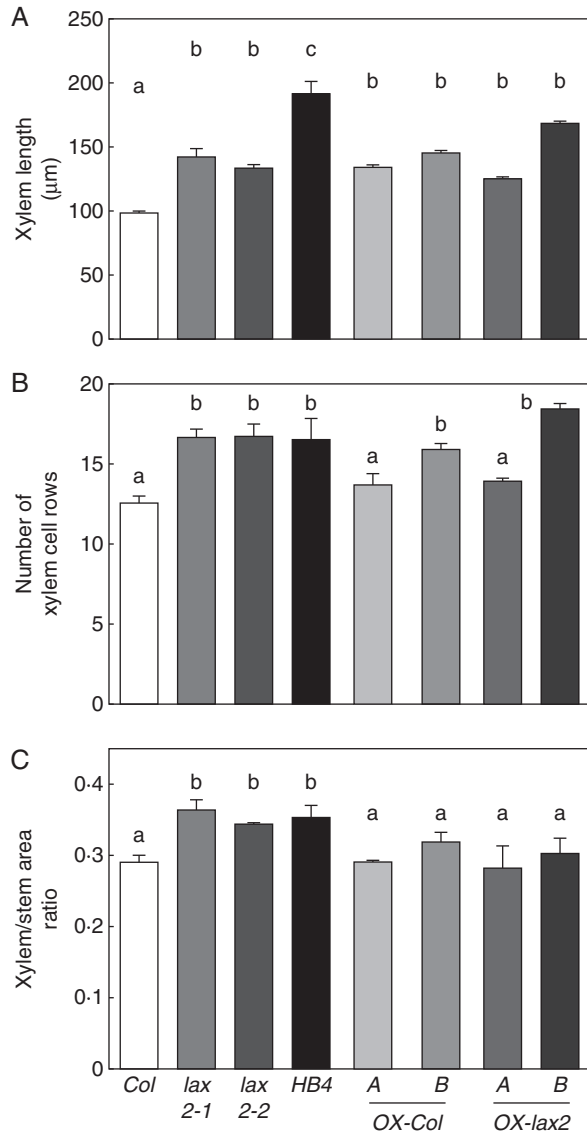 A
Xylem length
(µm)
250
200
150
100
50
0
a
b
b
c
b
b
b
b
B
Number of
xylem cell rows
20
15
10
5
0
a
b
b
b
a
b
a
b
C
Xylem/stem area
ratio
0·4
0·3
0·2
0·1
0
a
b
b
b
a
a
a
a
Col
lax
2-1
lax
2-2
HB4
A
B
OX-Col
A
B
OX-lax2